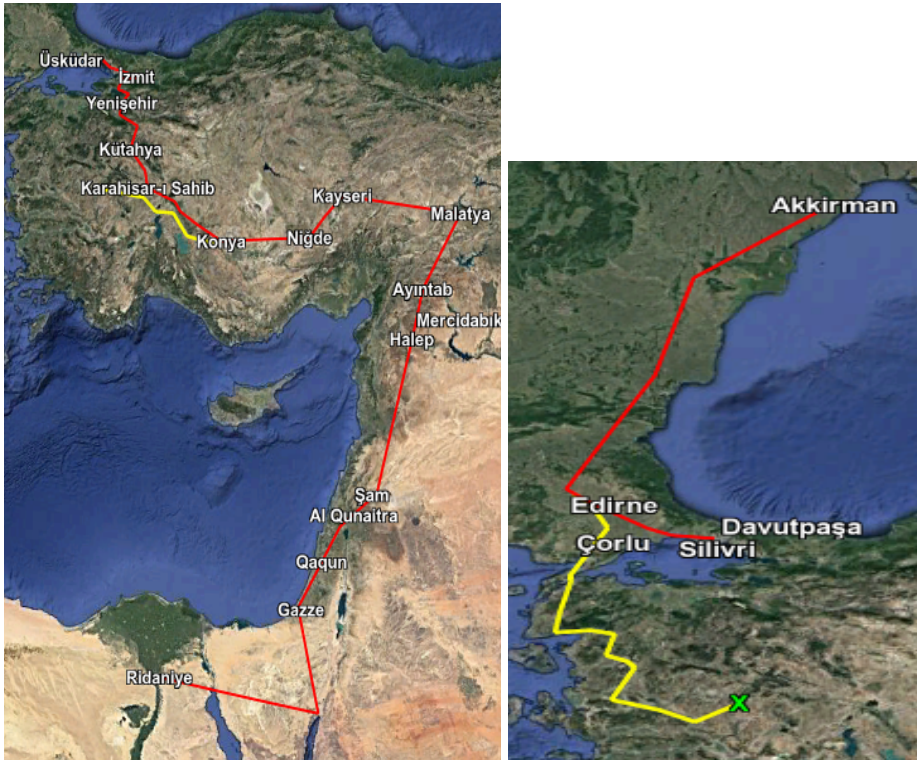 Üsküdar
İzmit
Yenişehir
Kütahya
Karahisar-ı Sahib
Kayseri
Malatya
Konya
Niğde
Ayıntab
Mercidabık
Halep
Şam
Al Qunaitra
Qaqun
Gazze
Ridaniye
Akkirman
Edirne
Davutpaşa
Çorlu
Silivri
X